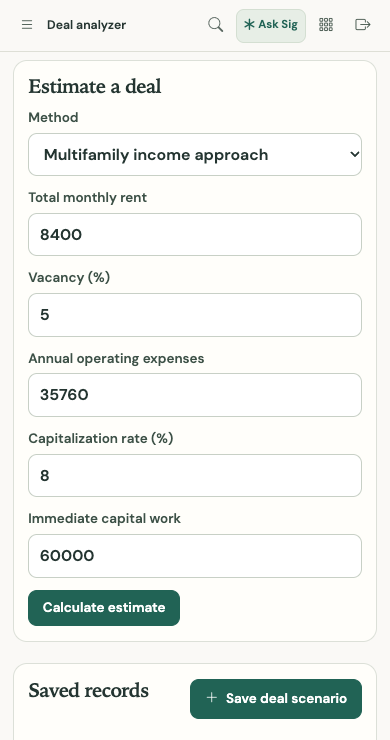 Deal analyzer
Ask Sig
Estimate a deal
Method
Multifamily income approach
Total monthly rent
8400
Vacancy (%)
5
Annual operating expenses
35760
Capitalization rate (%)
8
Immediate capital work
60000
Calculate estimate
Saved records
Save deal scenario